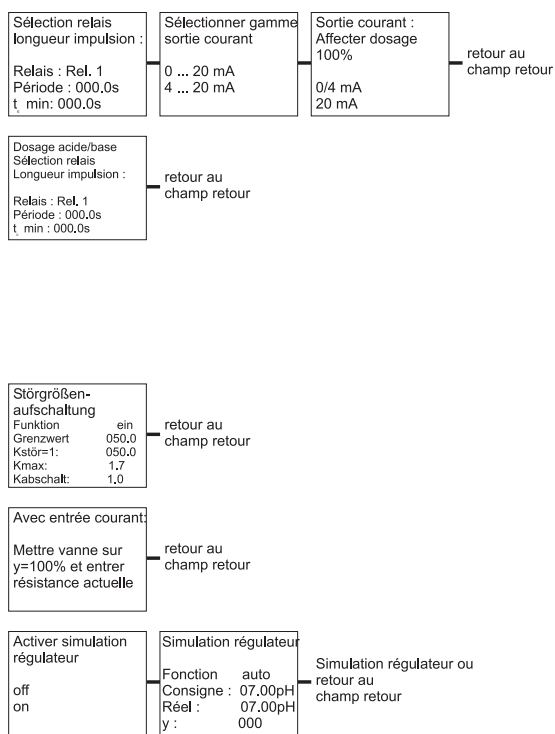 Sélection relais
longueur impulsion :
Relais : Rel. 1
Période : 000.0s
t min: 000.0s
Sélectionner gamme
sortie courant
0 ... 20 mA
4 ... 20 mA
Sortie courant :
Affecter dosage
100%
0/4 mA
20 mA
retour au
champ retour
Dosage acide/base
Sélection relais
Longueur impulsion :
Relais : Rel. 1
Période : 000.0s
t min : 000.0s
retour au
champ retour
Störgrößen-
aufschaltung
Funktion ein
Grenzwert 050.0
Kstör=1: 050.0
Kmax: 1.7
Kabschalt: 1.0
retour au
champ retour
Avec entrée courant:
Mettre vanne sur
y=100% et entrer
résistance actuelle
retour au
champ retour
Activer simulation
régulateur
off
on
Simulation régulateur
Fonction auto
Consigne : 07.00pH
Réel : 07.00pH
y : 000
Simulation régulateur ou
retour au
champ retour